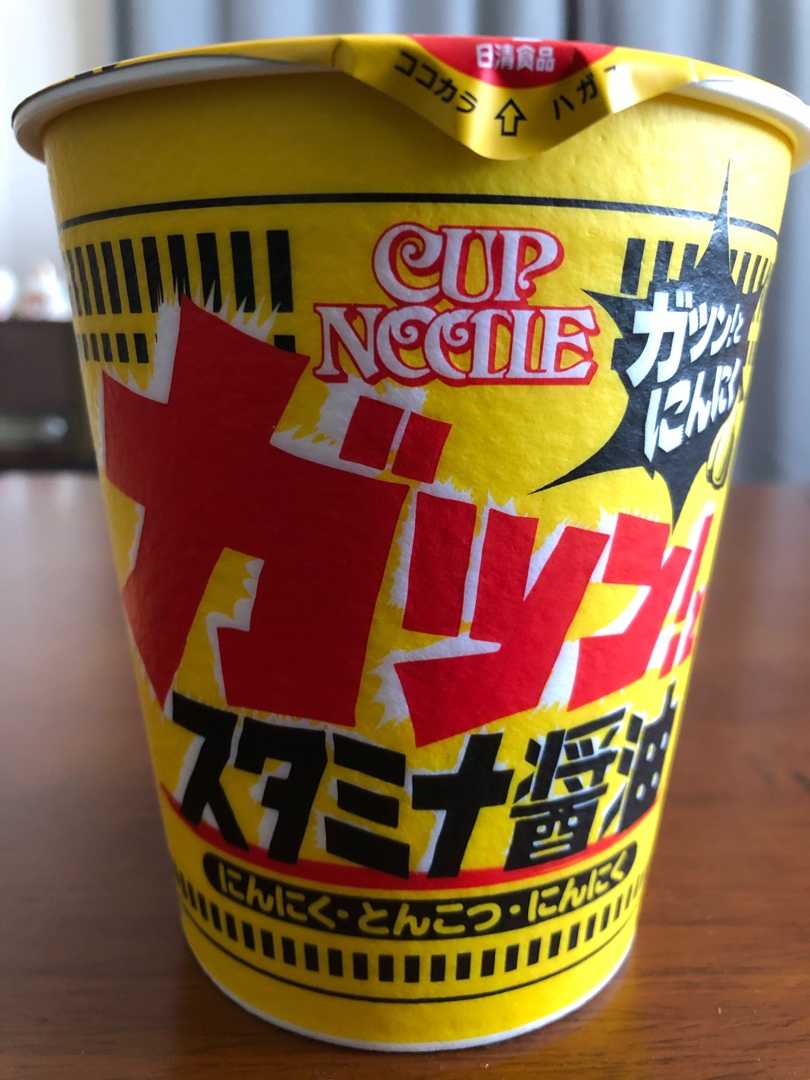 日清食品
ココカラ ⇧ ハガ
CUP
NOODLE
ガツン!と
にんにく
ガツン!と
スタミナ醤油
にんにく・とんこつ・にんにく